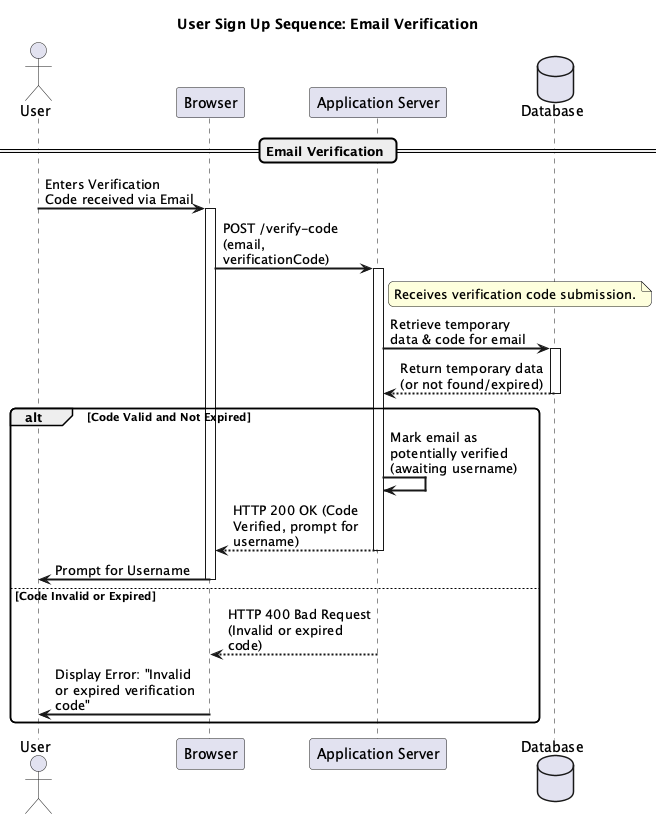 User Sign Up Sequence: Email Verification
User
Browser
Application Server
Database
Email Verification
Enters Verification
Code received via Email
POST /verify-code
(email,
verificationCode)
Receives verification code submission.
Retrieve temporary
data & code for email
Return temporary data
(or not found/expired)
alt
[Code Valid and Not Expired]
Mark email as
potentially verified
(awaiting username)
HTTP 200 OK (Code
Verified, prompt for
username)
Prompt for Username
[Code Invalid or Expired]
HTTP 400 Bad Request
(Invalid or expired
code)
Display Error: "Invalid
or expired verification
code"
User
Browser
Application Server
Database